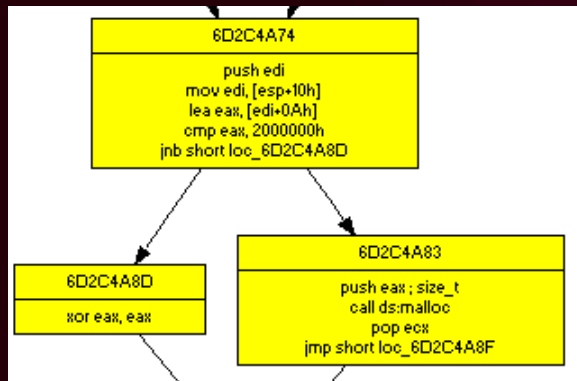 6D2C4A74
push edi
mov edi, [esp+10h]
lea eax, [edi+0Ah]
cmp eax, 2000000h
jnb short loc_6D2C4A8D
6D2C4A8D
xor eax, eax
6D2C4A83
push eax ; size_t
call ds:malloc
pop ecx
jmp short loc_6D2C4A8F